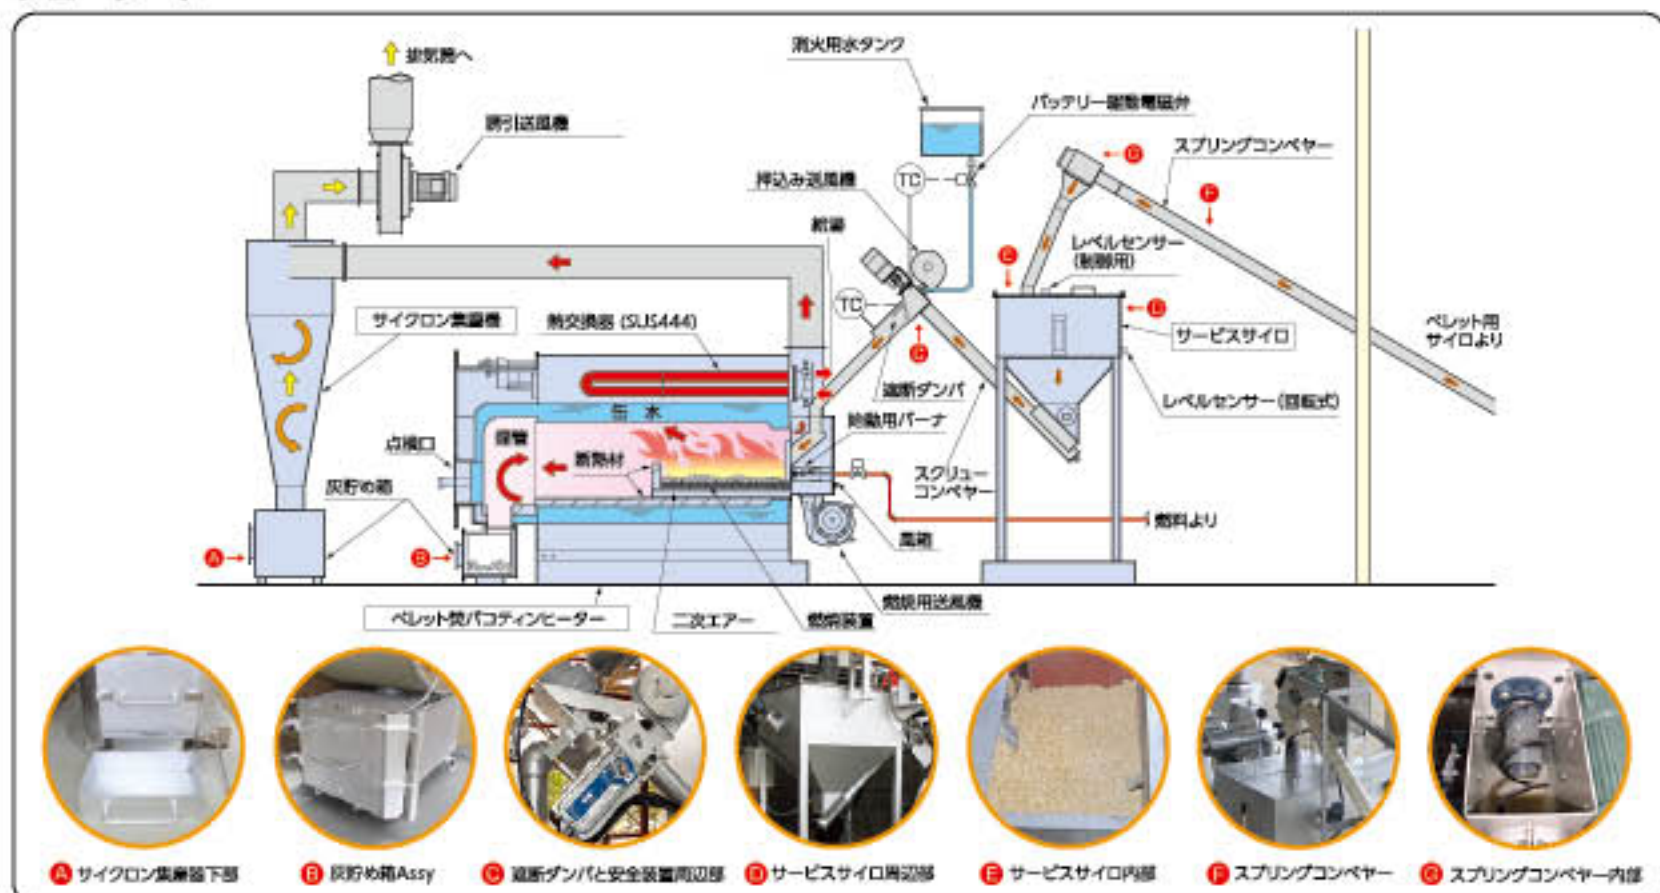 排気筒へ
消火用水タンク
誘引送風機
バッテリー駆動電磁弁
スプリングコンベヤー
押込み送風機
TC
給湯
レベルセンサー
(制御用)
TC
サイクロン集塵機
熱交換器 (SUS444)
サービスサイロ
ペレット用
サイロより
遮断ダンパ
缶 水
レベルセンサー(回転式)
始動用バーナ
点検口
煙管
断熱材
スクリュー
コンベヤー
灰貯め箱
燃料より
風箱
ペレット焚バコティンヒーター
二次エアー
燃焼装置
燃焼用送風機
A
B
C
D
E
F
G
A サイクロン集塵器下部
B 灰貯め箱Assy
C 遮断ダンパと安全装置周辺部
D サービスサイロ周辺部
E サービスサイロ内部
F スプリングコンベヤー
G スプリングコンベヤー内部